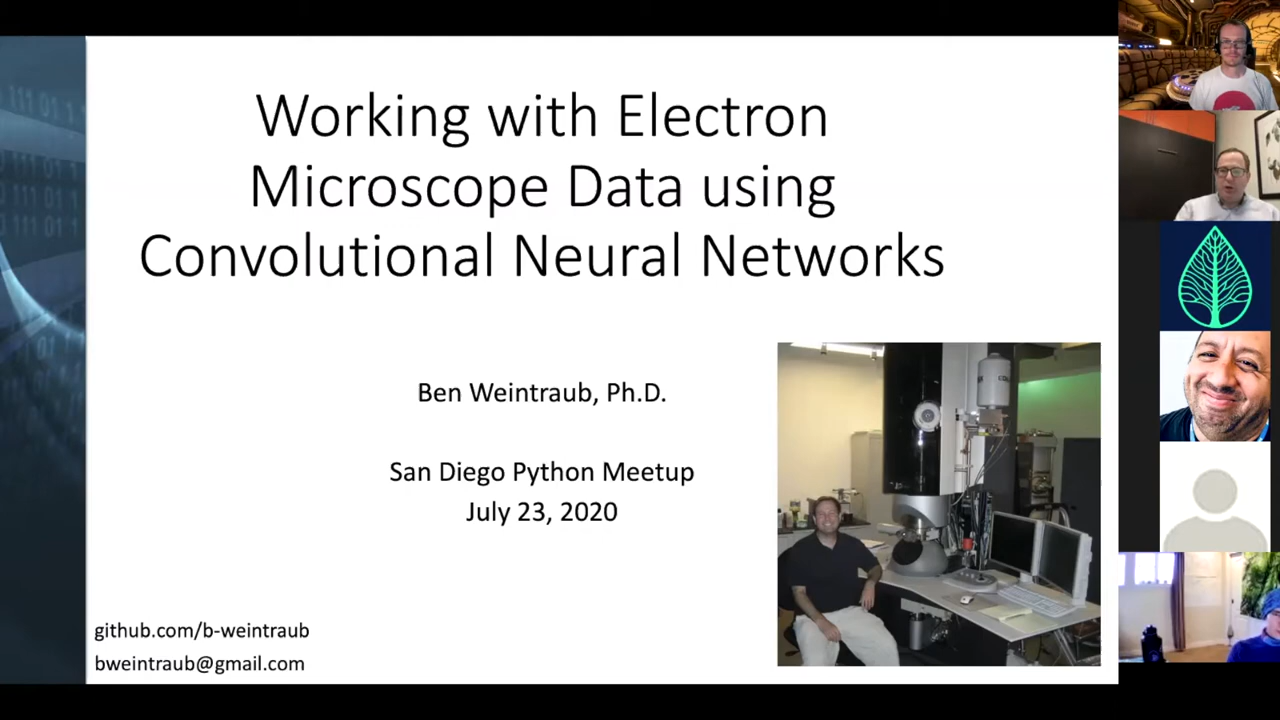 Working with Electron
Microscope Data using
Convolutional Neural Networks
Ben Weintraub, Ph.D.
San Diego Python Meetup
July 23, 2020
github.com/b-weintraub
bweintraub@gmail.com